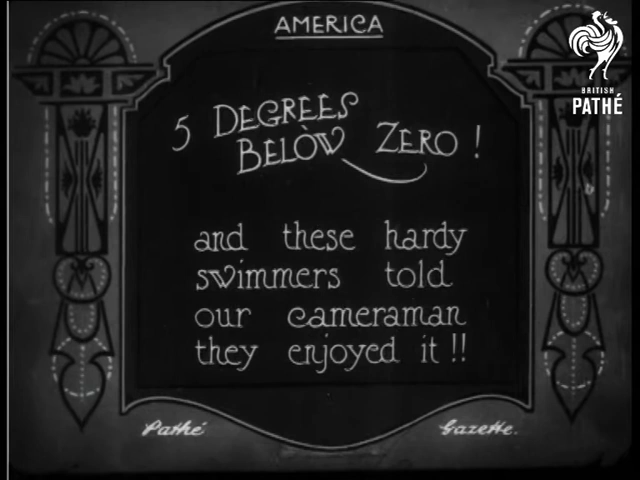 AMERICA
5 DEGREES
BELOW ZERO !
and these hardy
swimmers told
our cameraman
they enjoyed it !!
Pathé Gazette.
BRITISH
PATHÉ